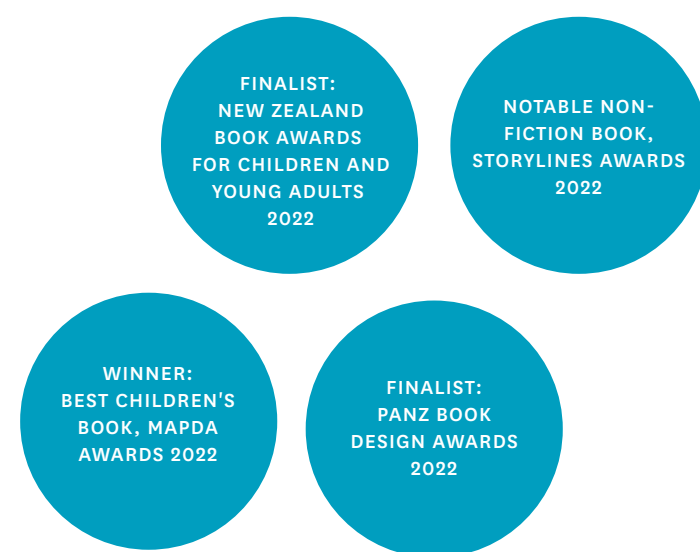 FINALIST:
NEW ZEALAND
BOOK AWARDS
FOR CHILDREN AND
YOUNG ADULTS
2022
NOTABLE NON-
FICTION BOOK,
STORYLINES AWARDS
2022
WINNER:
BEST CHILDREN'S
BOOK, MAPDA
AWARDS 2022
FINALIST:
PANZ BOOK
DESIGN AWARDS
2022